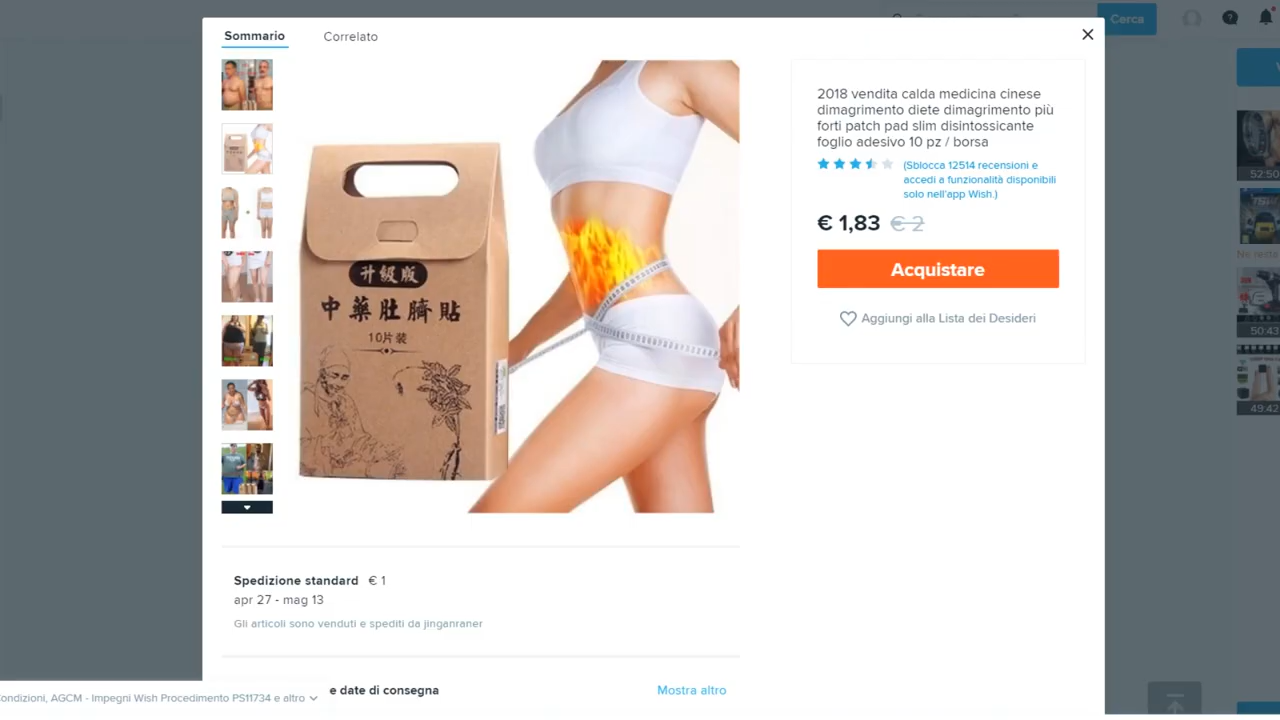 Sommario
Correlato
Cerca
2018 vendita calda medicina cinese
dimagrimento diete dimagrimento più
forti patch pad slim disintossicante
foglio adesivo 10 pz / borsa
(Sblocca 12514 recensioni e
accedi a funzionalità disponibili
solo nell'app Wish.)
€ 1,83 € 2
Acquistare
Aggiungi alla Lista dei Desideri
升級版
中藥肚臍貼
10片装
Spedizione standard € 1
apr 27 - mag 13
Gli articoli sono venduti e spediti da jinganraner
e date di consegna
Mostra altro
ondizioni, AGCM - Impegni Wish Procedimento PS11734 e altro
52:50
50:43
49:42